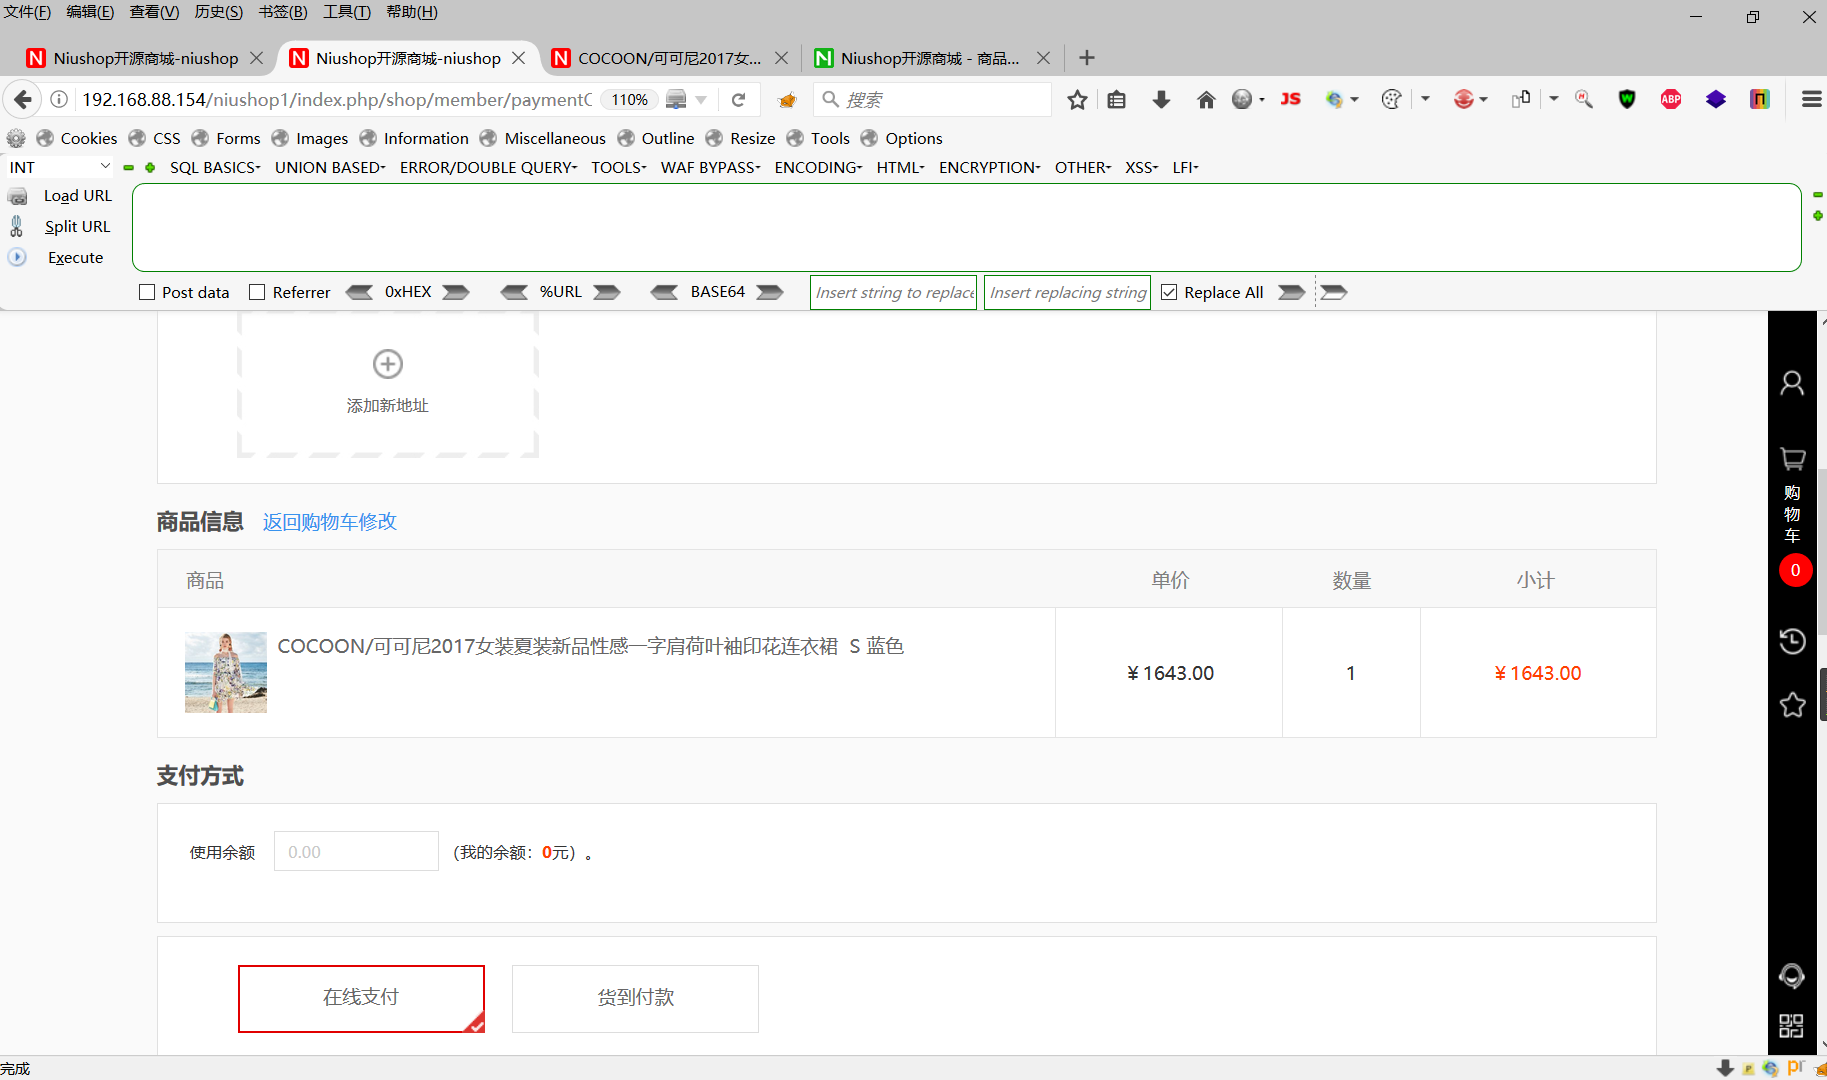 文件(F) 编辑(E) 查看(V) 历史(S) 书签(B) 工具(T) 帮助(H)
Niushop开源商城-niushop Niushop开源商城-niushop COCOON/可可尼2017女... Niushop开源商城 - 商品...
192.168.88.154/niushop1/index.php/shop/member/paymentC 110% 搜索 JS ABP
Cookies CSS Forms Images Information Miscellaneous Outline Resize Tools Options
INT SQL BASICS UNION BASED ERROR/DOUBLE QUERY TOOLS WAF BYPASS ENCODING HTML ENCRYPTION OTHER XSS LFI
Load URL
Split URL
Execute
Post data Referrer 0xHEX %URL BASE64 Insert string to replace Insert replacing string Replace All
添加新地址
商品信息 返回购物车修改
商品 单价 数量 小计
COCOON/可可尼2017女装夏装新品性感一字肩荷叶袖印花连衣裙 S 蓝色
¥ 1643.00 1 ¥ 1643.00
支付方式
使用余额 0.00 (我的余额：0元) 。
在线支付 货到付款
购
物
车
0
完成 pr